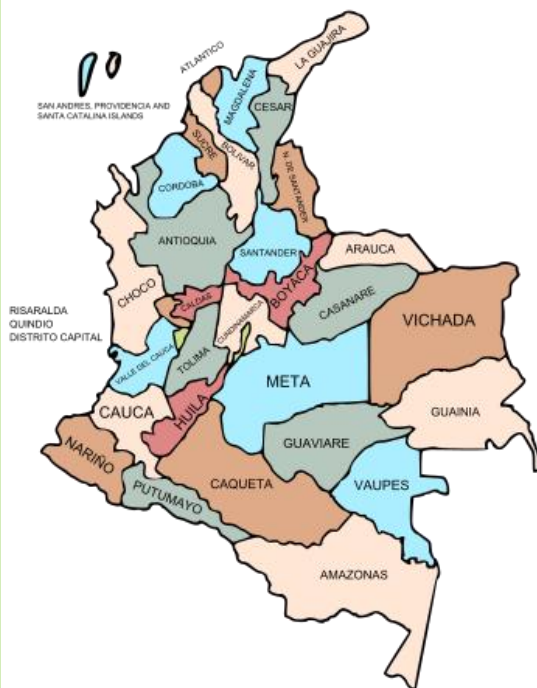 ATLANTICO
LA GUAJIRA
MAGDALENA
CESAR
SAN ANDRES, PROVIDENCIA AND
SANTA CATALINA ISLANDS
SUCRE
BOLIVAR
N. DE SANTANDER
CORDOBA
ANTIOQUIA
SANTANDER
ARAUCA
BOYACA
CHOCO
CALDAS
CUNDINAMARCA
CASANARE
RISARALDA
QUINDIO
DISTRITO CAPITAL
VICHADA
VALLE DEL CAUCA
TOLIMA
META
CAUCA
HUILA
GUAINIA
NARIÑO
GUAVIARE
PUTUMAYO
CAQUETA
VAUPES
AMAZONAS